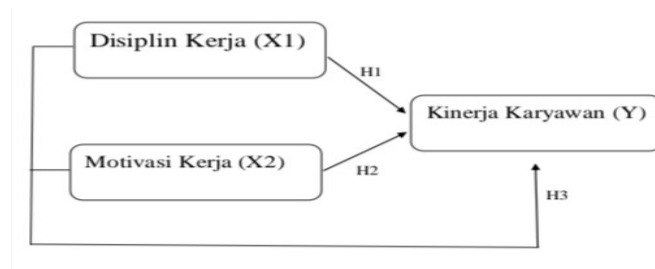 Disiplin Kerja (X1)
H1
Kinerja Karyawan (Y)
Motivasi Kerja (X2)
H2
H3